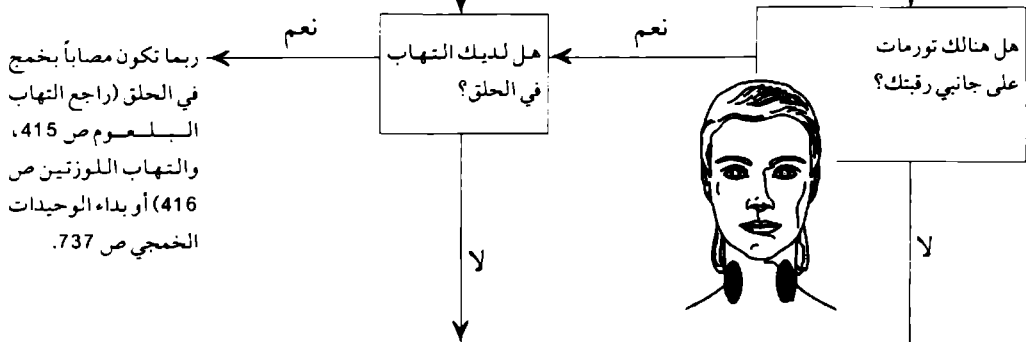 هل هنالك تورمات
على جانبي رقبتك؟
نعم
لا
هل لديك التهاب
في الحلق؟
نعم
لا
ربما تكون مصاباً بخمج
في الحلق (راجع التهاب
البلعوم ص 415،
والتهاب اللوزتين ص
416) أو بداء الوحيدات
الخمجي ص 737.